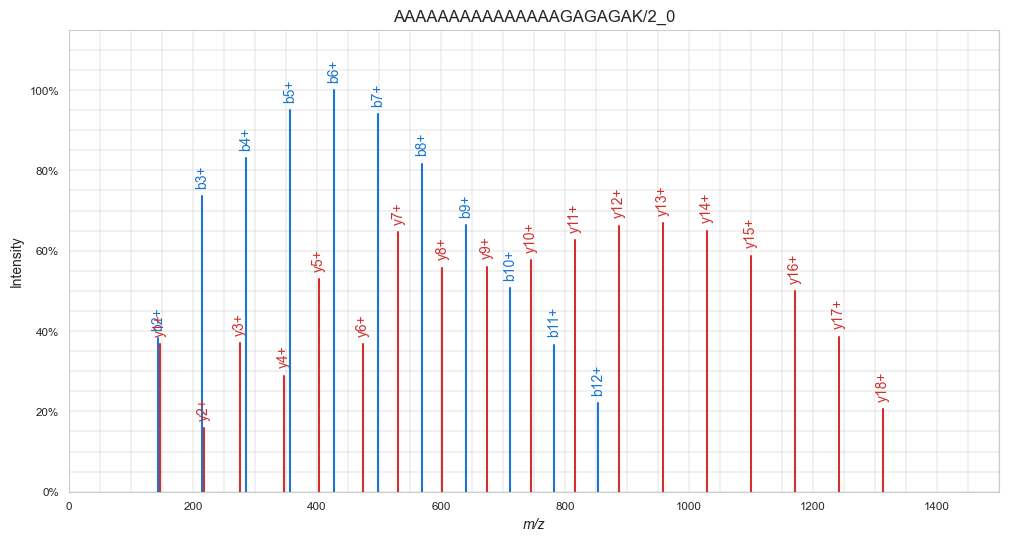 AAAAAAAAAAAAAAAGAGAGAK/2_0
Intensity
100%
80%
60%
40%
20%
0%
b2+
y1+
b3+
y2+
y3+
b4+
y4+
b5+
y5+
b6+
y6+
b7+
y7+
b8+
y8+
b9+
y9+
b10+
y10+
b11+
y11+
b12+
y12+
y13+
y14+
y15+
y16+
y17+
y18+
0
200
400
600
800
1000
1200
1400
m/z